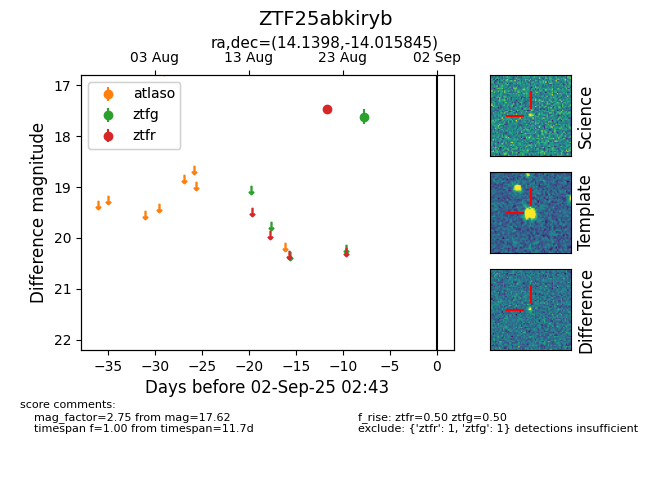 ZTF25abkiryb
ra,dec=(14.1398,-14.015845)
03 Aug 13 Aug 23 Aug 02 Sep
atlaso
ztfg
ztfr
17
18
19
20
21
22
Difference magnitude
−35 −30 −25 −20 −15 −10 −5 0
Days before 02-Sep-25 02:43
Science
Template
Difference
score comments:
mag_factor=2.75 from mag=17.62
timespan f=1.00 from timespan=11.7d
f_rise: ztfr=0.50 ztfg=0.50
exclude: {'ztfr': 1, 'ztfg': 1} detections insufficient